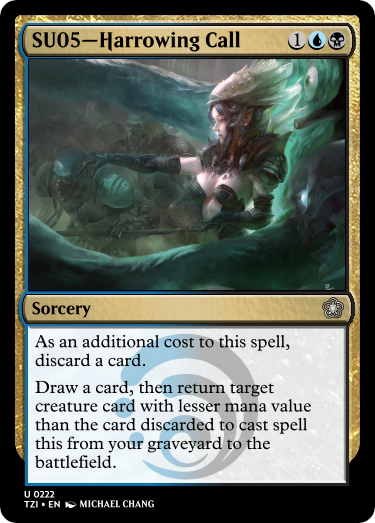 SU05—Harrowing Call 1
Sorcery
As an additional cost to this spell,
discard a card.
Draw a card, then return target
creature card with lesser mana value
than the card discarded to cast spell
this from your graveyard to the
battlefield.
U 0222
TZI • EN MICHAEL CHANG